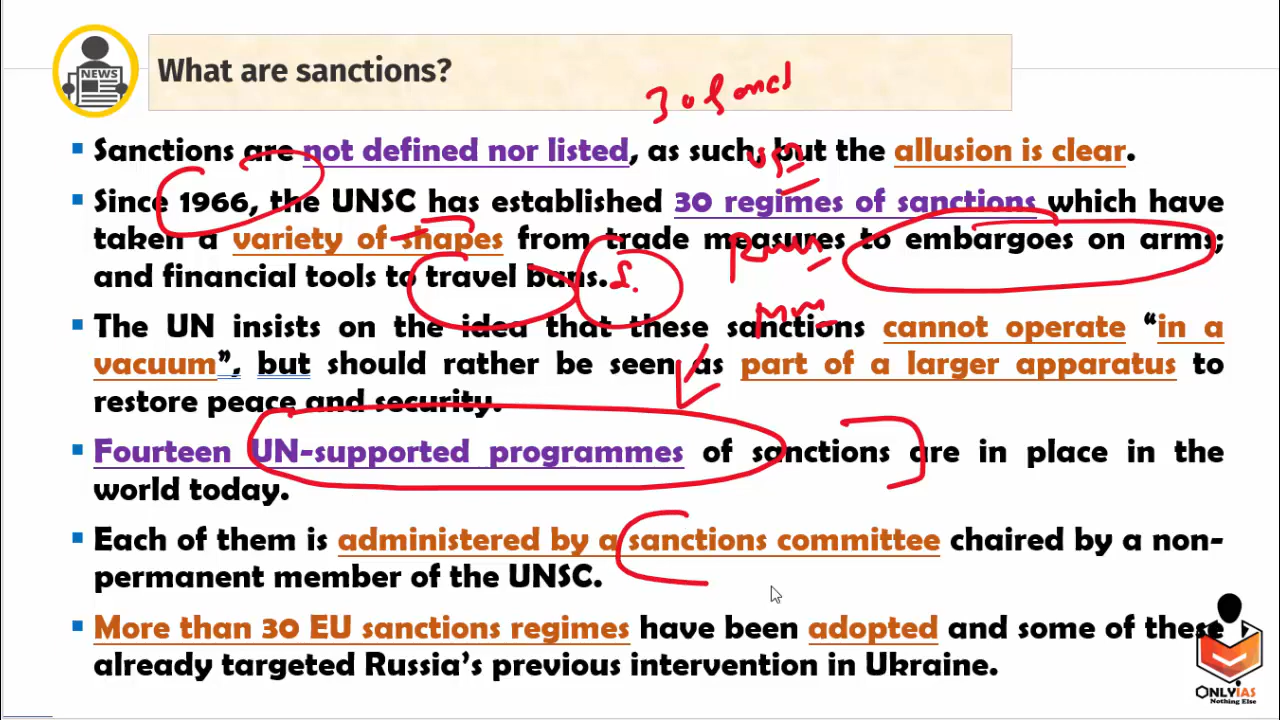 NEWS
What are sanctions?
Sanctions are not defined nor listed, as such, but the allusion is clear.
Since 1966, the UNSC has established 30 regimes of sanctions which have
taken a variety of shapes from trade measures to embargoes on arms;
and financial tools to travel bans.
The UN insists on the idea that these sanctions cannot operate “in a
vacuum”, but should rather be seen as part of a larger apparatus to
restore peace and security.
Fourteen UN-supported programmes of sanctions are in place in the
world today.
Each of them is administered by a sanctions committee chaired by a non-
permanent member of the UNSC.
More than 30 EU sanctions regimes have been adopted and some of these
already targeted Russia’s previous intervention in Ukraine.
ONLYIAS
Nothing Else